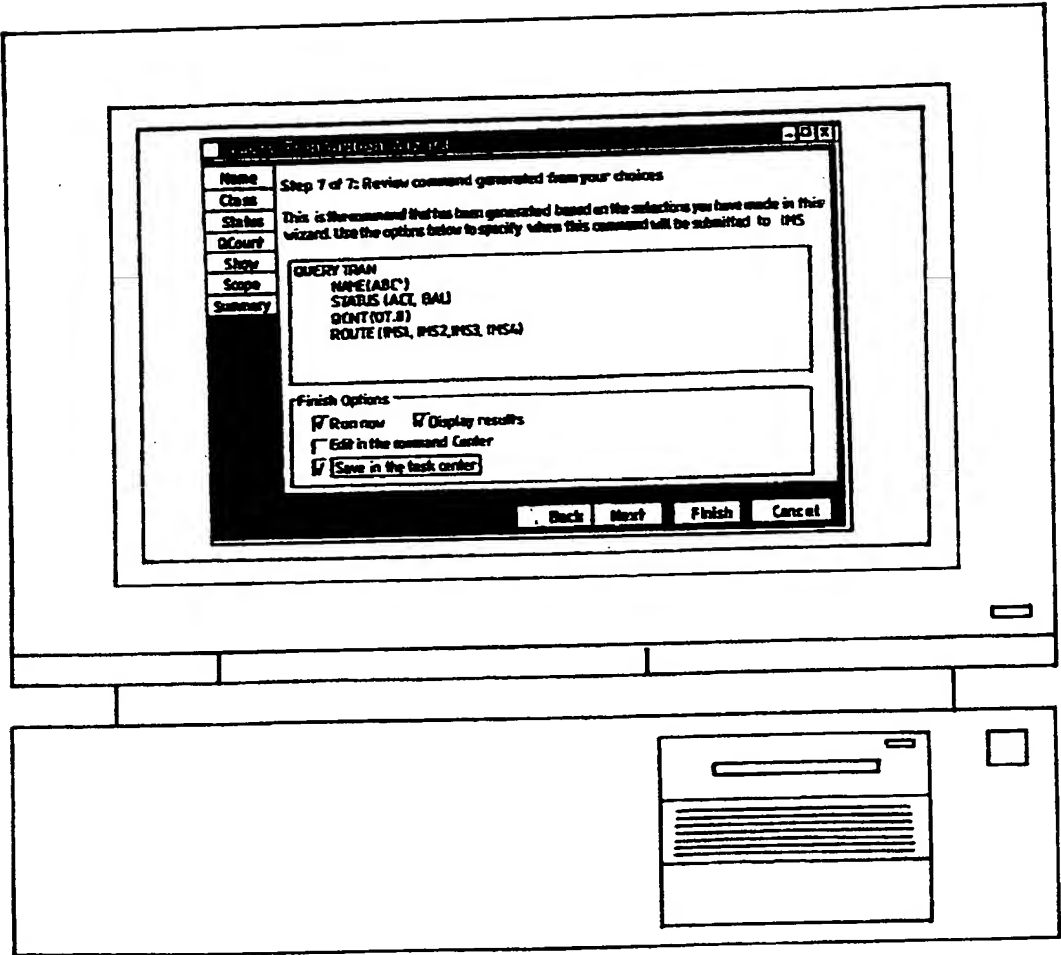 Name
Class
Status
QCount
Show
Scope
Summary
Step 7 of 7: Review command generated from your choices
This is the command that has been generated based on the selections you have made in this
wizard. Use the options below to specify when this command will be submitted to IMS
QUERY TRAN
NAME(ABC*)
STATUS (ACT, BAL)
QCNT(GT.8)
ROUTE (IMS1, IMS2,IMS3, IMS4)
Finish Options
Run now Display results
Edit in the command Center
Save in the task center
Back Next Finish Cancel